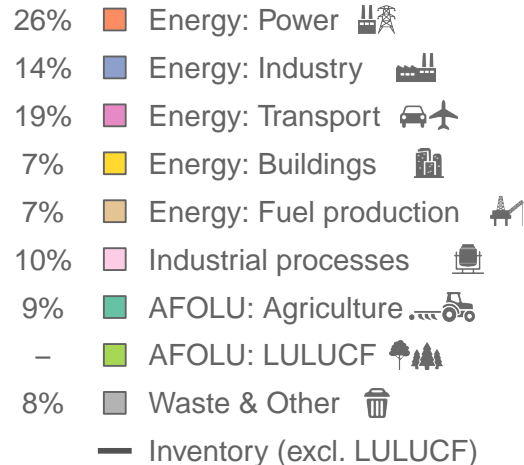 26% Energy: Power
14% Energy: Industry
19% Energy: Transport
7% Energy: Buildings
7% Energy: Fuel production
10% Industrial processes
9% AFOLU: Agriculture
– AFOLU: LULUCF
8% Waste & Other
Inventory (excl. LULUCF)